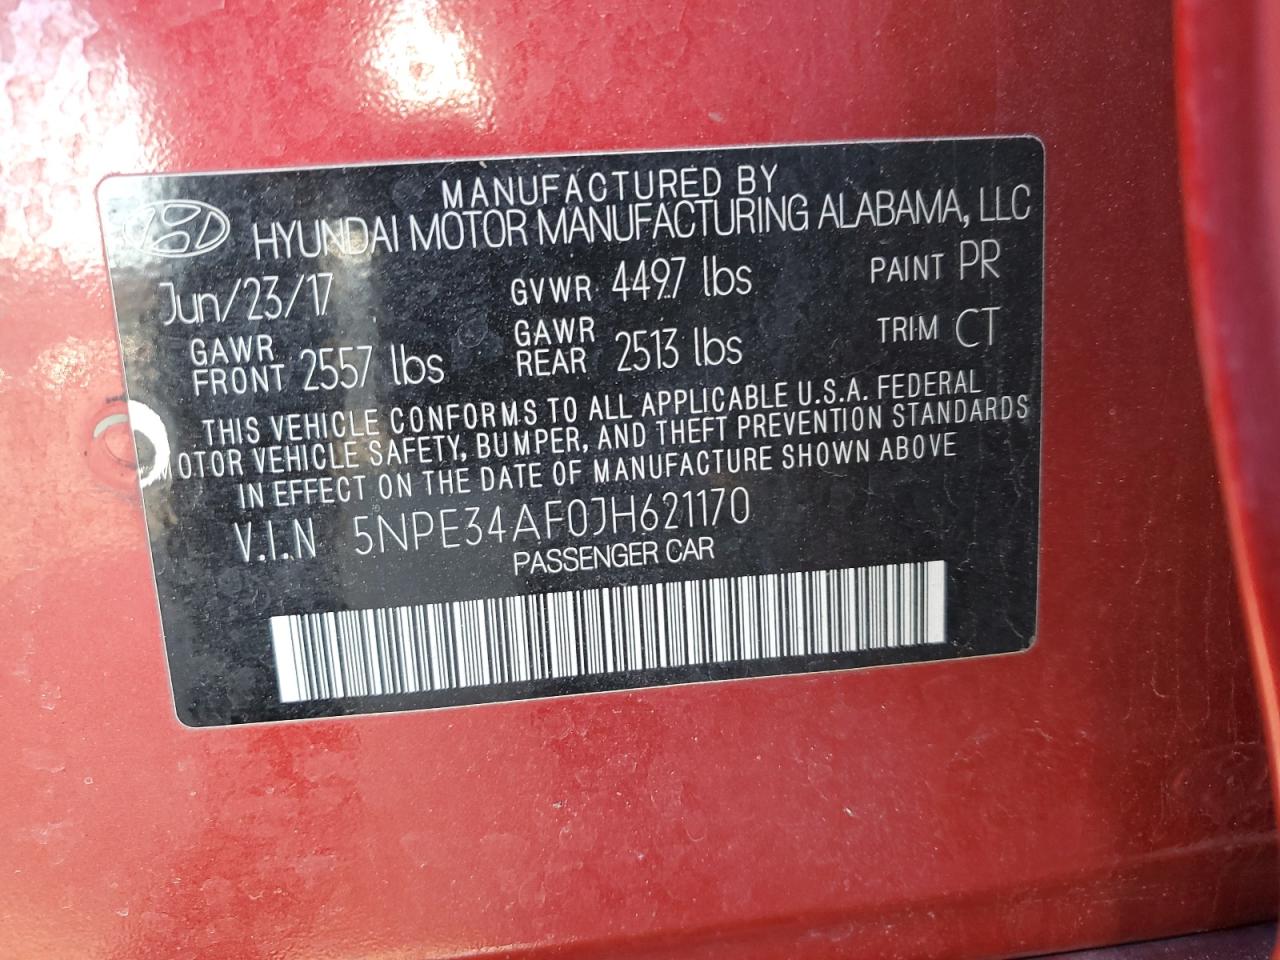 MANUFACTURED BY
HYUNDAI MOTOR MANUFACTURING ALABAMA, LLC
Jun/23/17 GVWR 4497 lbs PAINT PR
GAWR FRONT 2557 lbs GAWR REAR 2513 lbs TRIM CT
THIS VEHICLE CONFORMS TO ALL APPLICABLE U.S.A. FEDERAL
MOTOR VEHICLE SAFETY, BUMPER, AND THEFT PREVENTION STANDARDS
IN EFFECT ON THE DATE OF MANUFACTURE SHOWN ABOVE
V.I.N 5NPE34AF0JH621170
PASSENGER CAR